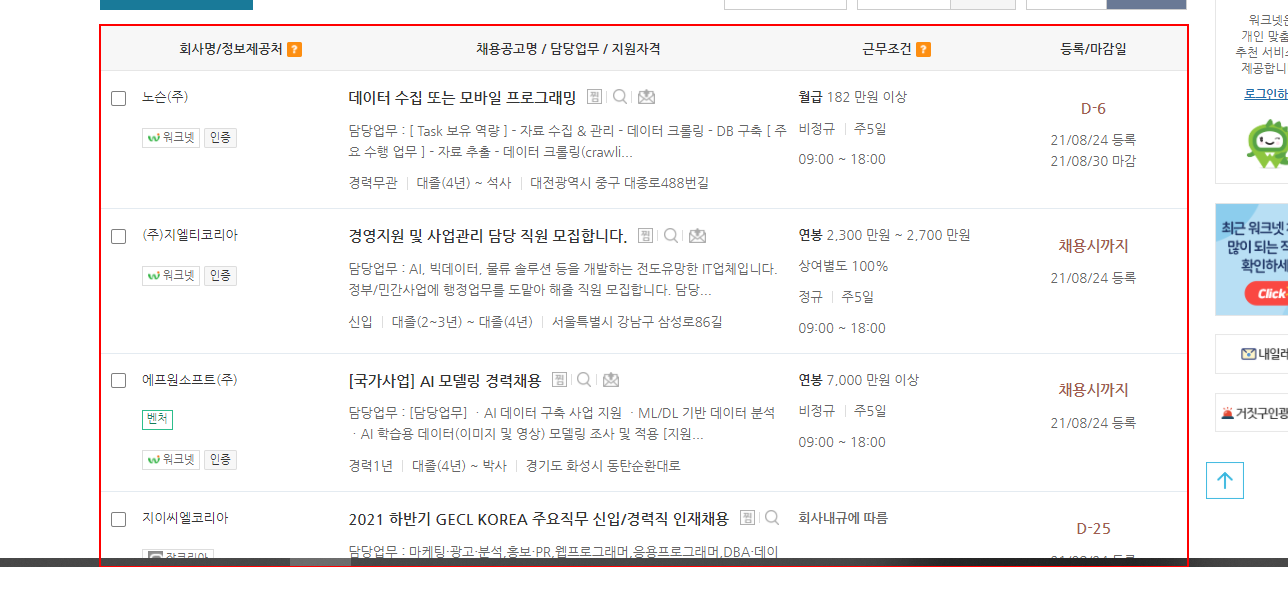 회사명/정보제공처 ?
채용공고명 / 담당업무 / 지원자격
근무조건 ?
등록/마감일
노슨(주)
워크넷 인증
데이터 수집 또는 모바일 프로그래밍 찜
담당업무 : [ Task 보유 역량 ] - 자료 수집 & 관리 - 데이터 크롤링 - DB 구축 [ 주
요 수행 업무 ] - 자료 추출 - 데이터 크롤링(crawli...
경력무관 대졸(4년) ~ 석사 대전광역시 중구 대종로488번길
월급 182 만원 이상
비정규 주5일
09:00 ~ 18:00
D-6
21/08/24 등록
21/08/30 마감
(주)지엘티코리아
워크넷 인증
경영지원 및 사업관리 담당 직원 모집합니다. 찜
담당업무 : AI, 빅데이터, 물류 솔루션 등을 개발하는 전도유망한 IT업체입니다.
정부/민간사업에 행정업무를 도맡아 해줄 직원 모집합니다. 담당...
신입 대졸(2~3년) ~ 대졸(4년) 서울특별시 강남구 삼성로86길
연봉 2,300 만원 ~ 2,700 만원
상여별도 100%
정규 주5일
09:00 ~ 18:00
채용시까지
21/08/24 등록
에프원소프트(주)
벤처
워크넷 인증
[국가사업] AI 모델링 경력채용 찜
담당업무 : [담당업무] ㆍAI 데이터 구축 사업 지원 ㆍML/DL 기반 데이터 분석
ㆍAI 학습용 데이터(이미지 및 영상) 모델링 조사 및 적용 [지원...
경력1년 대졸(4년) ~ 박사 경기도 화성시 동탄순환대로
연봉 7,000 만원 이상
비정규 주5일
09:00 ~ 18:00
채용시까지
21/08/24 등록
지이씨엘코리아
잡코리아
2021 하반기 GECL KOREA 주요직무 신입/경력직 인재채용 찜
담당업무 : 마케팅·광고·분석,홍보·PR,웹프로그래머,응용프로그래머,DBA·데이
회사내규에 따름
D-25
21/08/24 등록
워크넷은
개인 맞춤
추천 서비스
제공합니
로그인하
최근 워크넷
많이 되는 직
확인하세
Click
내일
거짓구인광